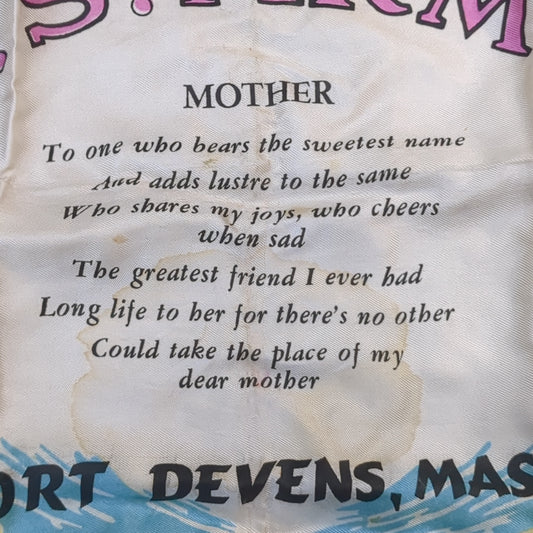 S. ARM
MOTHER
To one who bears the sweetest name
And adds lustre to the same
Who shares my joys, who cheers
when sad
The greatest friend I ever had
Long life to her for there's no other
Could take the place of my
dear mother
ORT DEVENS, MAS